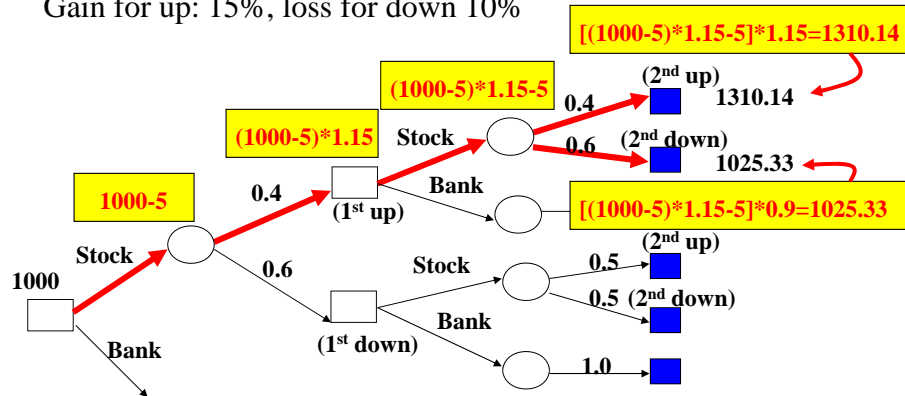 Gain for up: 15%, loss for down 10%
[(1000-5)*1.15-5]*1.15=1310.14
(1000-5)*1.15-5
(2nd up)
0.4
1310.14
(1000-5)*1.15
Stock
0.6
(2nd down)
1025.33
1000-5
0.4
Bank
(1st up)
[(1000-5)*1.15-5]*0.9=1025.33
(2nd up)
Stock
0.6
Stock
0.5
1000
0.5
(2nd down)
Bank
(1st down)
Bank
1.0